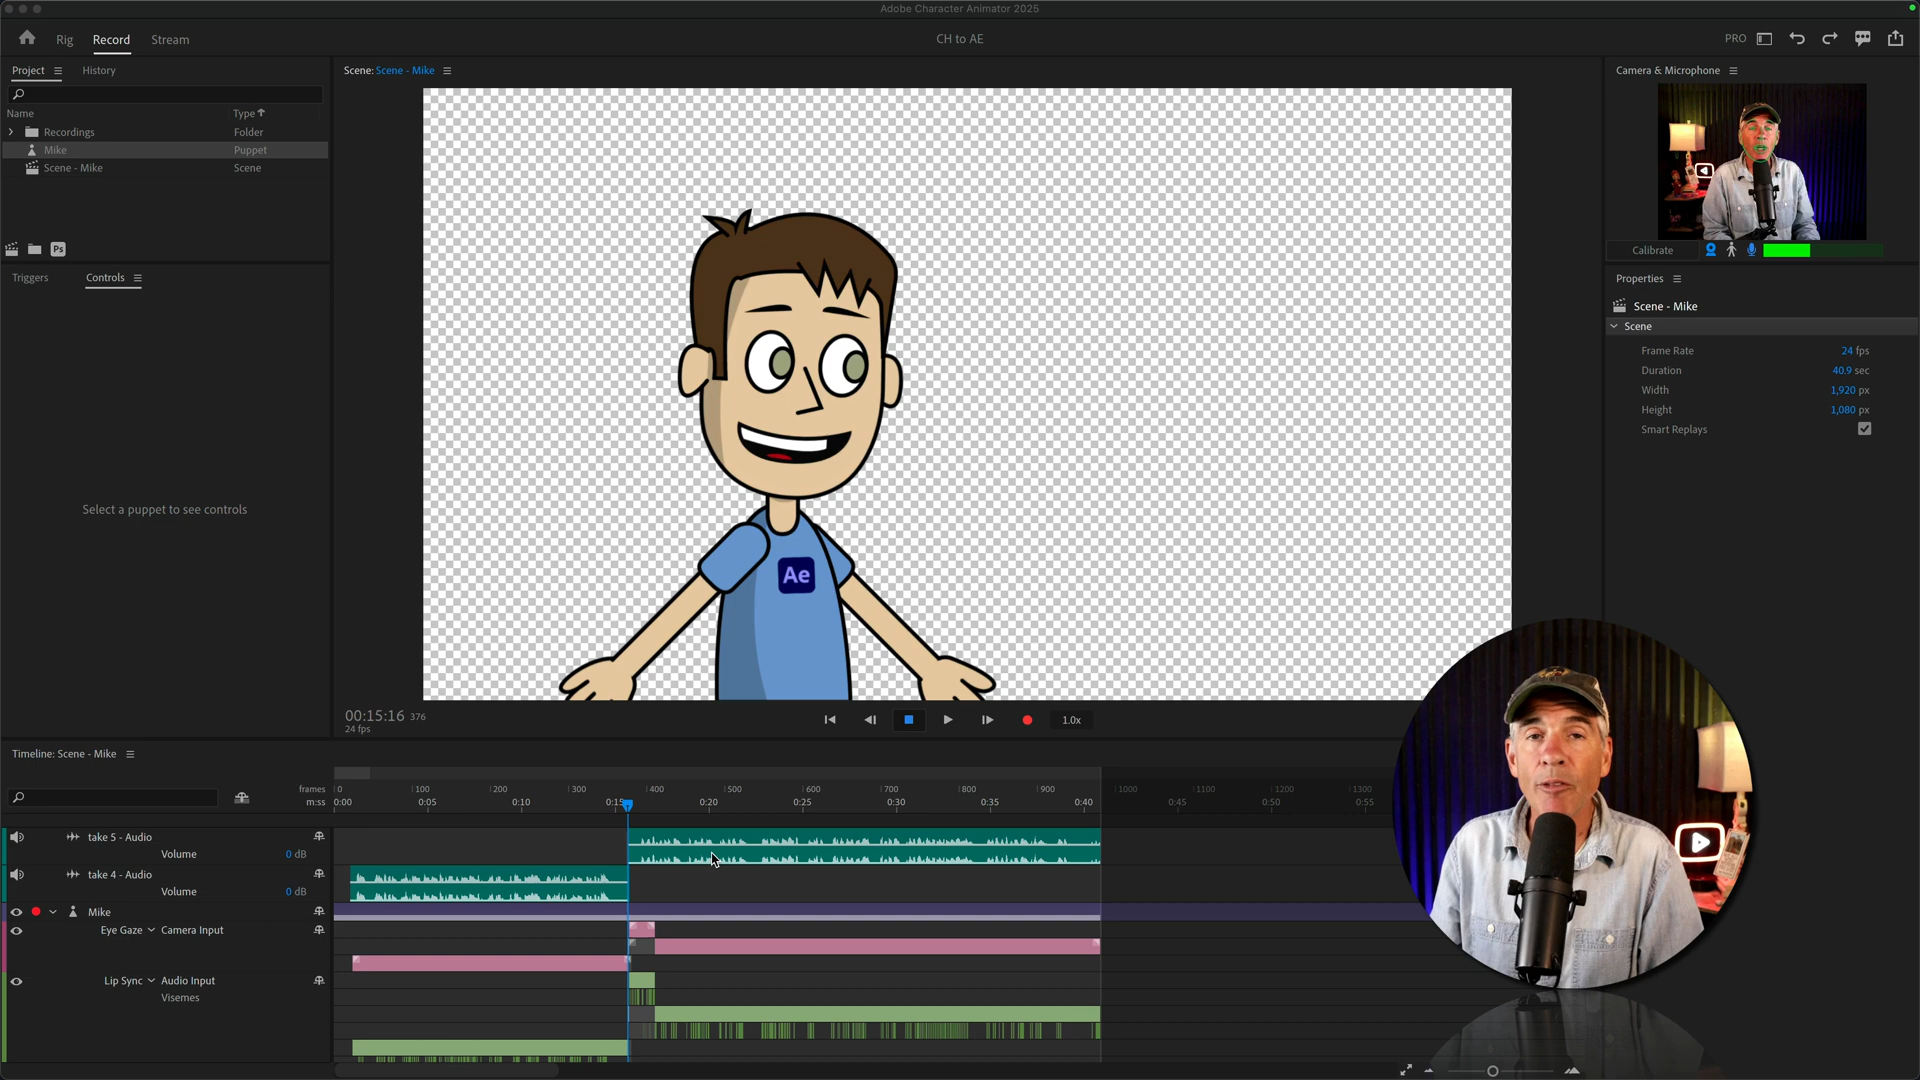 Adobe Character Animator 2025
Rig
Record
Stream
CH to AE
PRO
Project
History
Name
Type
Recordings
Folder
Mike
Puppet
Scene - Mike
Scene
Ps
Triggers
Controls
Select a puppet to see controls
Scene: Scene - Mike
Ae
00:15:16 376
24 fps
1.0x
Camera & Microphone
Calibrate
Properties
Scene - Mike
Scene
Frame Rate 24 fps
Duration 40.9 sec
Width 1,920 px
Height 1,080 px
Smart Replays
Timeline: Scene - Mike
frames 0 100 200 300 400 500 600 700 800 900 1000 1100 1200 1300
m:ss 0:00 0:05 0:10 0:15 0:20 0:25 0:30 0:35 0:40 0:45 0:50 0:55
take 5 - Audio
Volume 0 dB
take 4 - Audio
Volume 0 dB
Mike
Eye Gaze Camera Input
Lip Sync Audio Input
Visemes